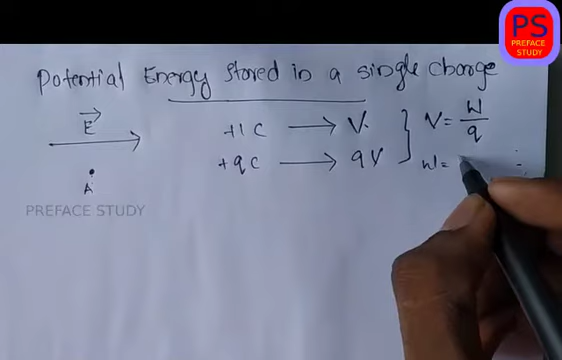 PS
PREFACE
STUDY
Potential Energy stored in a single charge
E
+1 C → V.
V = W/q
+q C → qV
W =
A
PREFACE STUDY